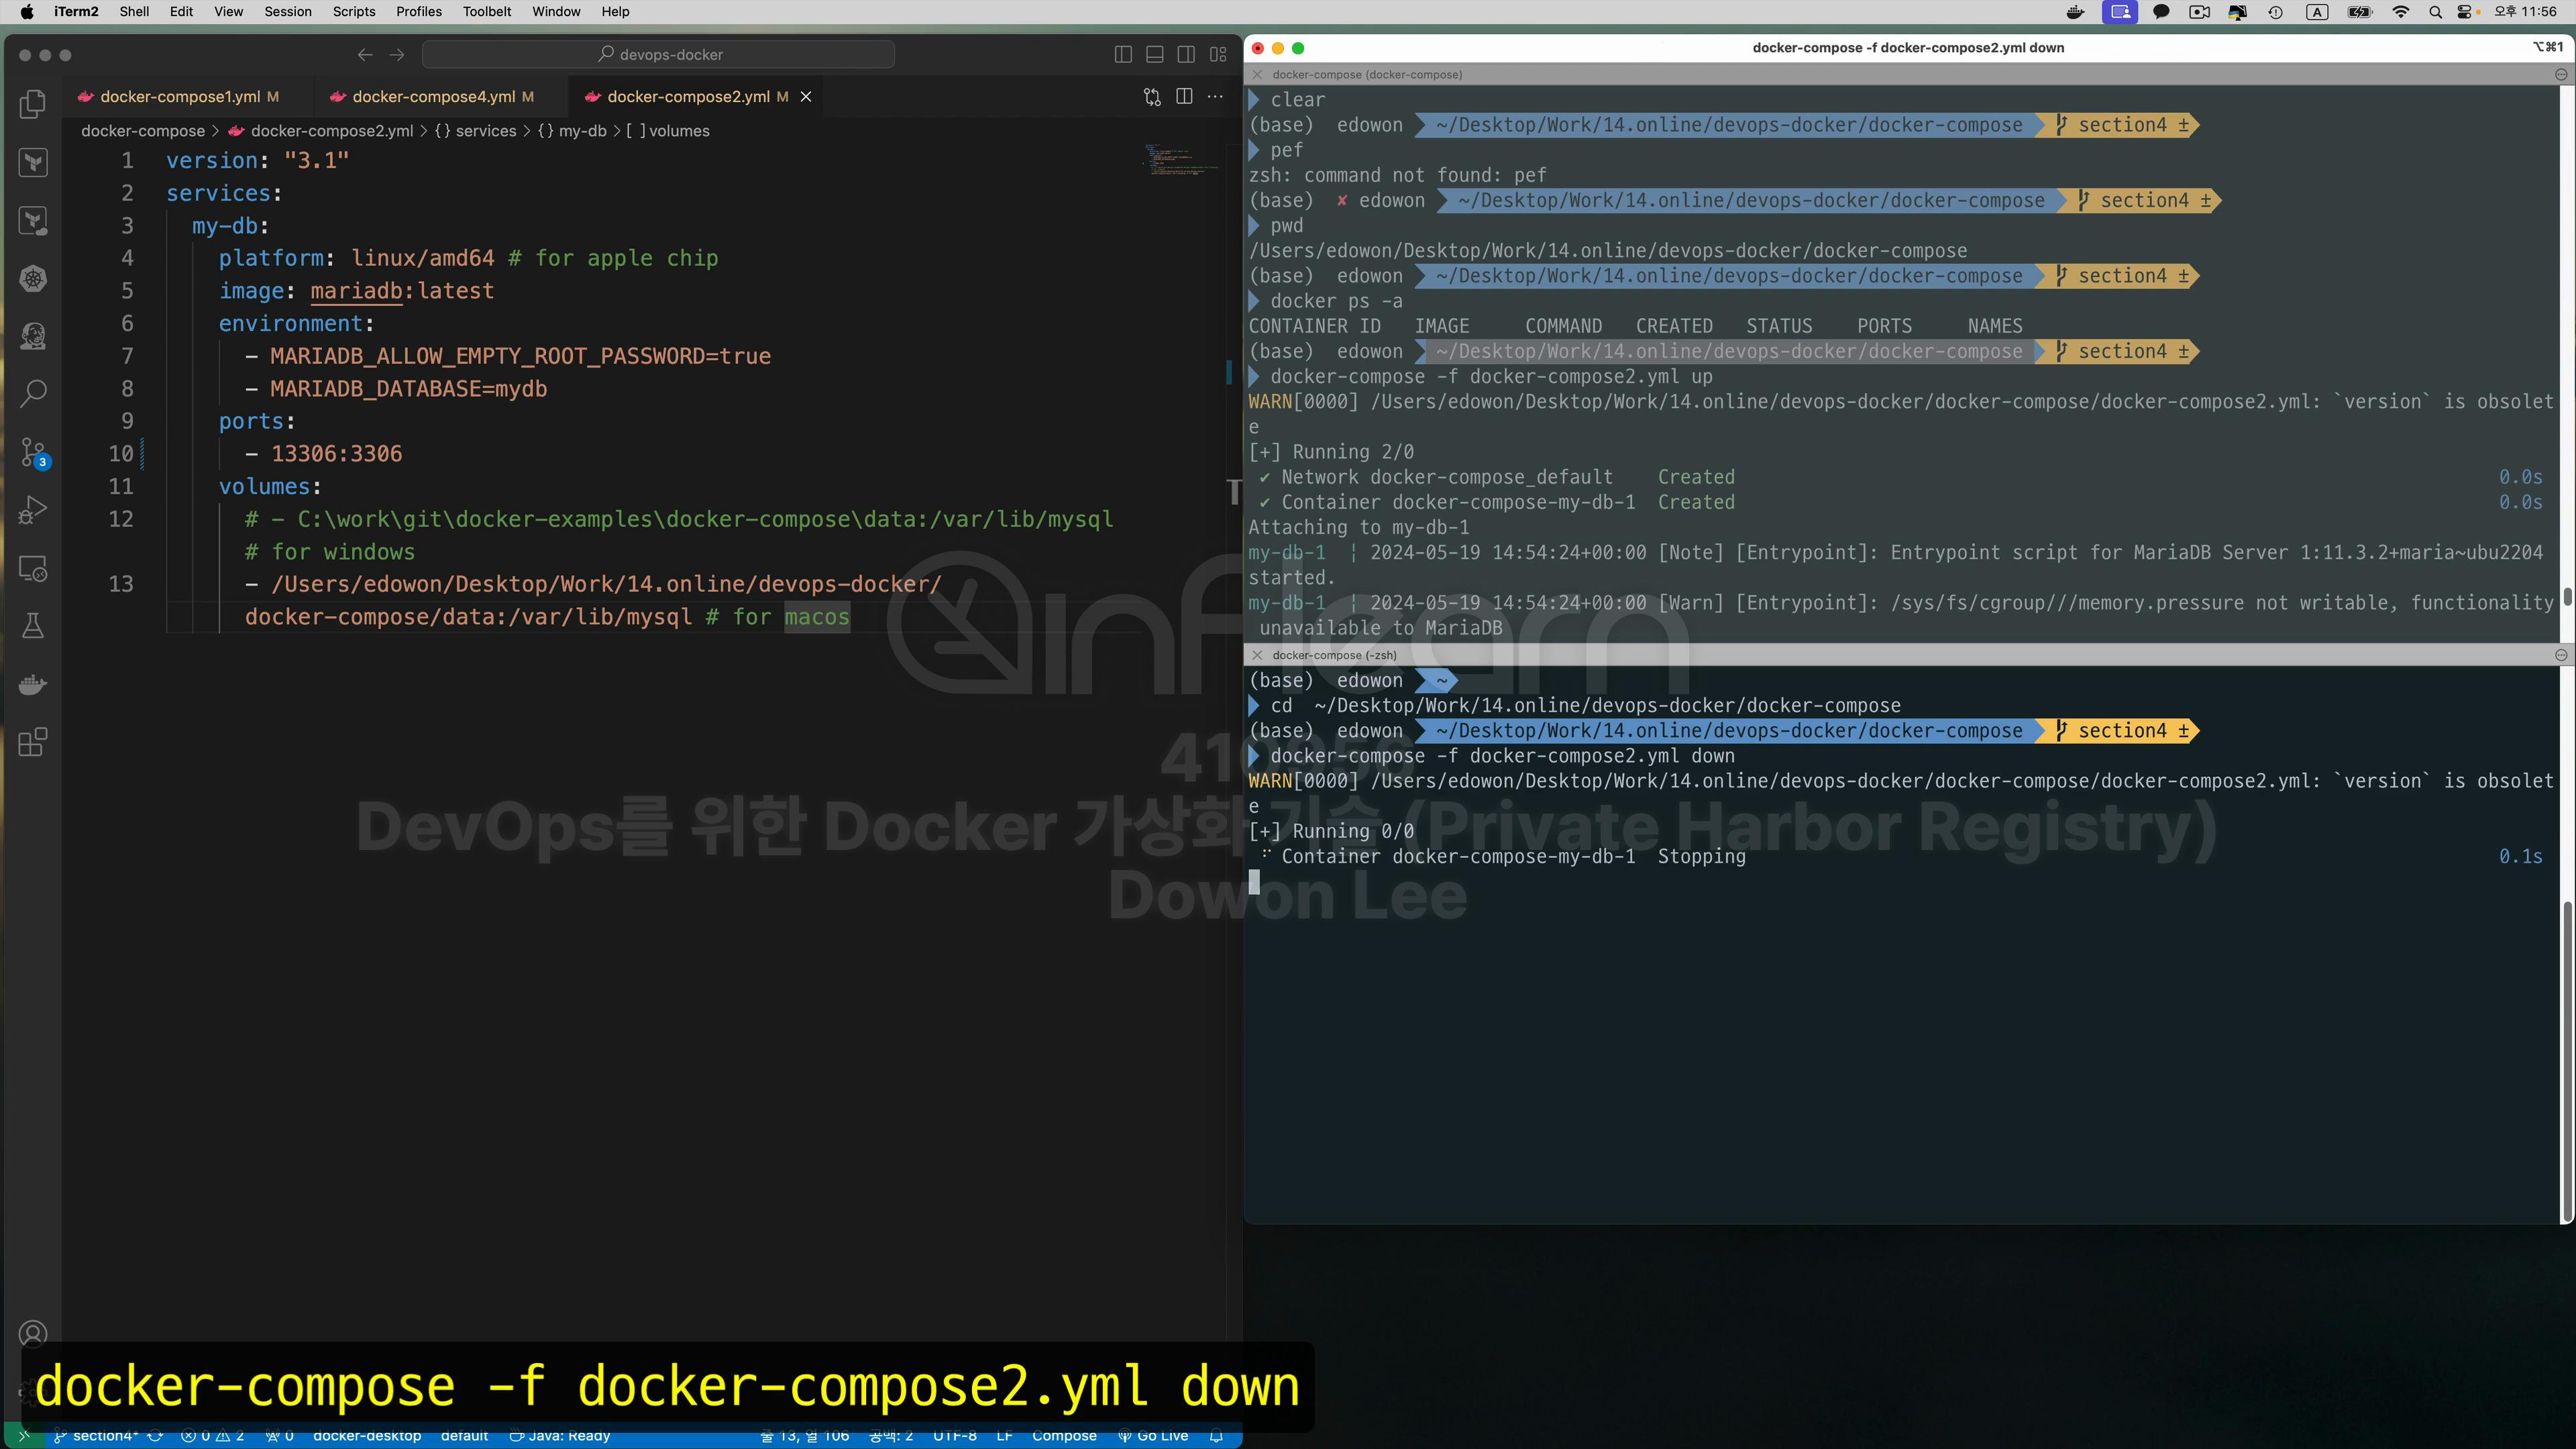 iTerm2 Shell Edit View Session Scripts Profiles Toolbelt Window Help
A 오후 11:56
devops-docker
docker-compose1.yml M docker-compose4.yml M docker-compose2.yml M
docker-compose > docker-compose2.yml > {} services > {} my-db > [ ] volumes
1 version: "3.1"
2 services:
3 my-db:
4 platform: linux/amd64 # for apple chip
5 image: mariadb:latest
6 environment:
7 - MARIADB_ALLOW_EMPTY_ROOT_PASSWORD=true
8 - MARIADB_DATABASE=mydb
9 ports:
10 - 13306:3306
11 volumes:
12 # - C:\work\git\docker-examples\docker-compose\data:/var/lib/mysql
# for windows
13 - /Users/edowon/Desktop/Work/14.online/devops-docker/
docker-compose/data:/var/lib/mysql # for macos
3
docker-compose -f docker-compose2.yml down ⌥⌘1
docker-compose (docker-compose)
clear
(base) edowon ~/Desktop/Work/14.online/devops-docker/docker-compose section4 ±
pef
zsh: command not found: pef
(base) ✘ edowon ~/Desktop/Work/14.online/devops-docker/docker-compose section4 ±
pwd
/Users/edowon/Desktop/Work/14.online/devops-docker/docker-compose
(base) edowon ~/Desktop/Work/14.online/devops-docker/docker-compose section4 ±
docker ps -a
CONTAINER ID IMAGE COMMAND CREATED STATUS PORTS NAMES
(base) edowon ~/Desktop/Work/14.online/devops-docker/docker-compose section4 ±
docker-compose -f docker-compose2.yml up
WARN[0000] /Users/edowon/Desktop/Work/14.online/devops-docker/docker-compose/docker-compose2.yml: `version` is obsolet
e
[+] Running 2/0
✔ Network docker-compose_default Created 0.0s
✔ Container docker-compose-my-db-1 Created 0.0s
Attaching to my-db-1
my-db-1 ¦ 2024-05-19 14:54:24+00:00 [Note] [Entrypoint]: Entrypoint script for MariaDB Server 1:11.3.2+maria~ubu2204
started.
my-db-1 ¦ 2024-05-19 14:54:24+00:00 [Warn] [Entrypoint]: /sys/fs/cgroup///memory.pressure not writable, functionality
unavailable to MariaDB
docker-compose (-zsh)
(base) edowon ~
cd ~/Desktop/Work/14.online/devops-docker/docker-compose
(base) edowon ~/Desktop/Work/14.online/devops-docker/docker-compose section4 ±
docker-compose -f docker-compose2.yml down
WARN[0000] /Users/edowon/Desktop/Work/14.online/devops-docker/docker-compose/docker-compose2.yml: `version` is obsolet
e
[+] Running 0/0
Container docker-compose-my-db-1 Stopping 0.1s
inflearn
DevOps를 위한 Docker 가상화 기술 (Private Harbor Registry)
Dowon Lee
docker-compose -f docker-compose2.yml down
section4* 0 2 0 docker-desktop default Java: Ready 줄 13, 열 106 공백: 2 UTF-8 LF Compose Go Live